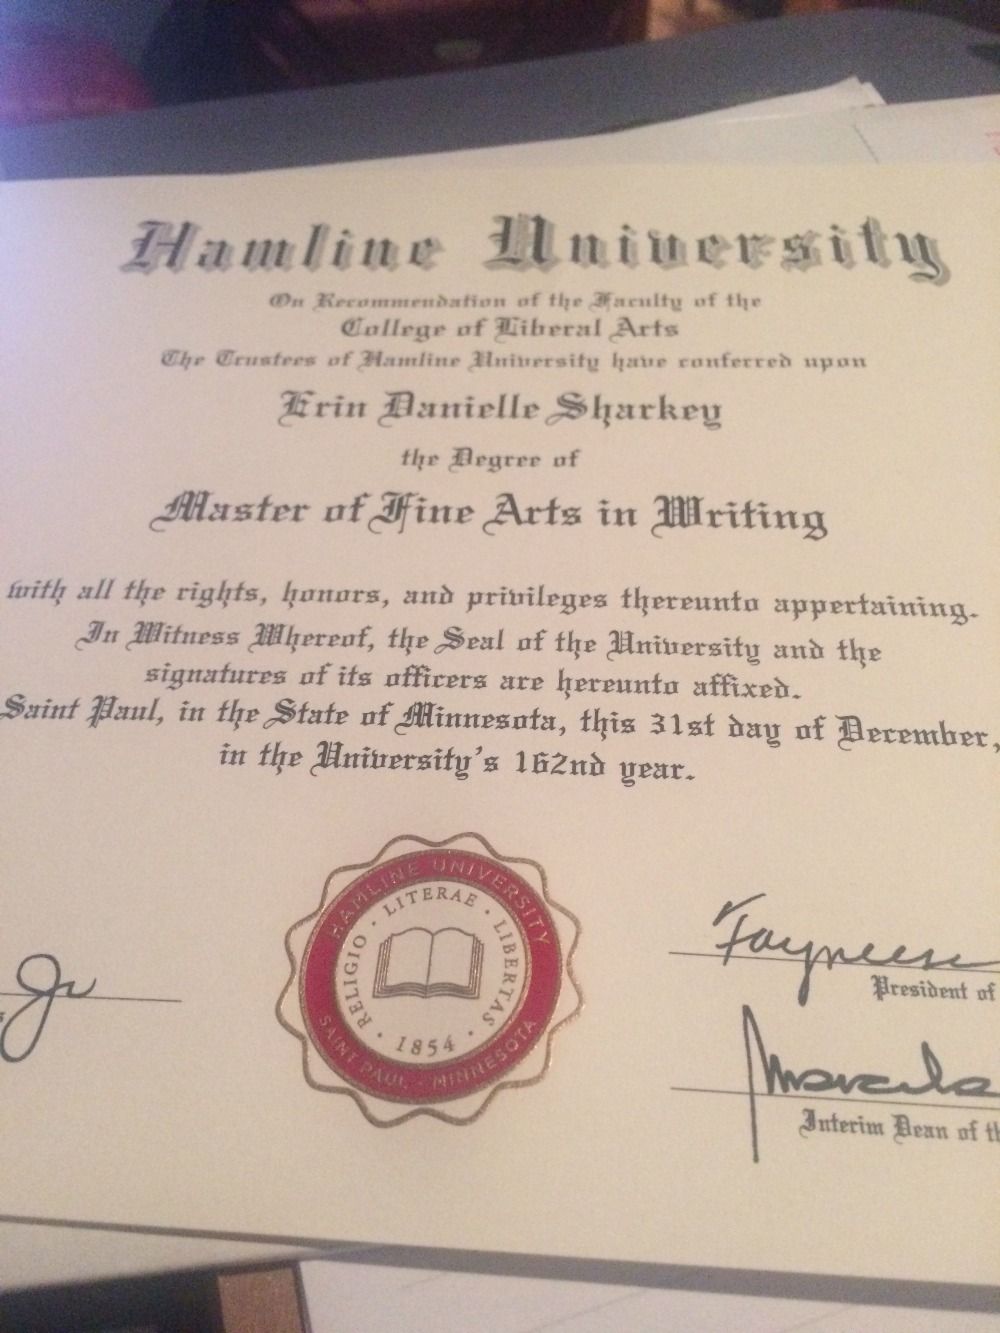 Hamline University
On Recommendation of the Faculty of the
College of Liberal Arts
The Trustees of Hamline University have conferred upon
Erin Danielle Sharkey
the Degree of
Master of Fine Arts in Writing
with all the rights, honors, and privileges thereunto appertaining.
In Witness Whereof, the Seal of the University and the
signatures of its officers are hereunto affixed.
Saint Paul, in the State of Minnesota, this 31st day of December,
in the University's 162nd year.
HAMLINE UNIVERSITY
RELIGIO · LITERAE · LIBERTAS
· 1854 ·
SAINT PAUL · MINNESOTA
Jr
Fayneese
President of
Interim Dean of th